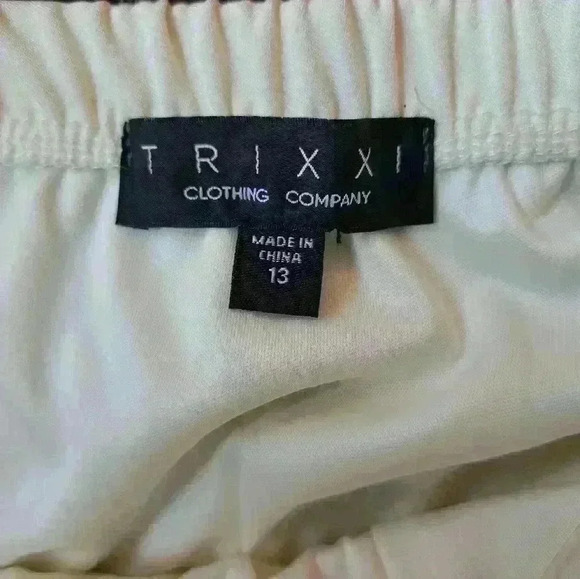 TRIXXI
CLOTHING COMPANY
MADE IN
CHINA
13